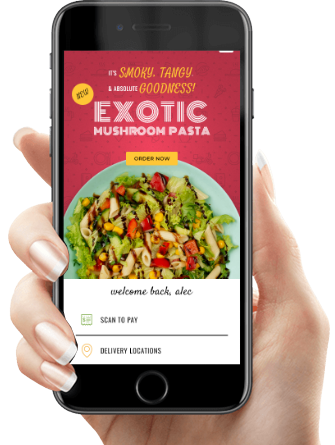 IT'S SMOKY, TANGY
& ABSOLUTE GOODNESS!
NEW
EXOTIC
MUSHROOM PASTA
ORDER NOW
welcome back, alec
SCAN TO PAY
DELIVERY LOCATIONS